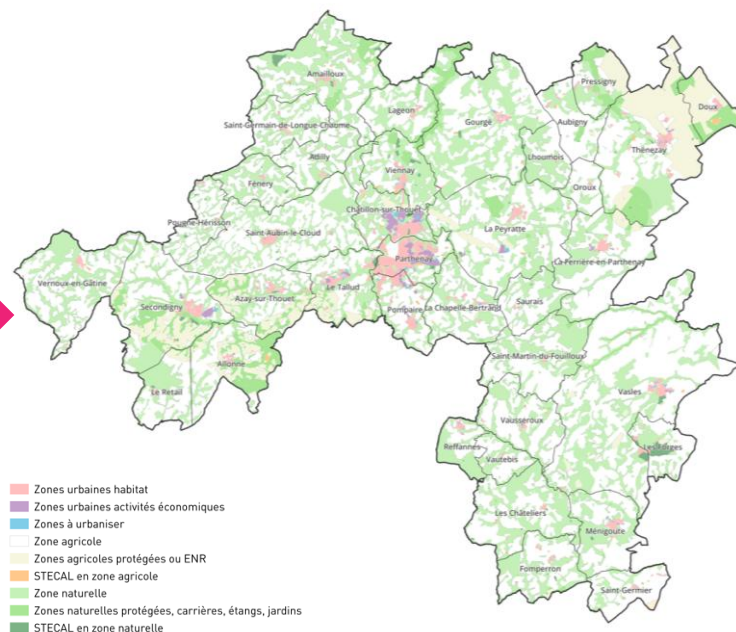 Amailloux
Pressigny
Doux
Lageon
Gourgé
Aubigny
Saint-Germain-de-Longue-Chaume
Thénezay
Adilly
Viennay
Lhoumois
Fénery
Oroux
Châtillon-sur-Thouet
Pougne-Hérisson
Saint-Aubin-le-Cloud
La Peyratte
Parthenay
La Ferrière-en-Parthenay
Vernoux-en-Gâtine
Secondigny
Azay-sur-Thouet
Le Tallud
Saurais
Pompaire
La Chapelle-Bertrand
Saint-Martin-du-Fouilloux
Allonne
Le Retail
Vasles
Vausseroux
Reffannes
Les Forges
Vautebis
Les Châteliers
Ménigoute
Fomperron
Saint-Germier
Zones urbaines habitat
Zones urbaines activités économiques
Zones à urbaniser
Zone agricole
Zones agricoles protégées ou ENR
STECAL en zone agricole
Zone naturelle
Zones naturelles protégées, carrières, étangs, jardins
STECAL en zone naturelle